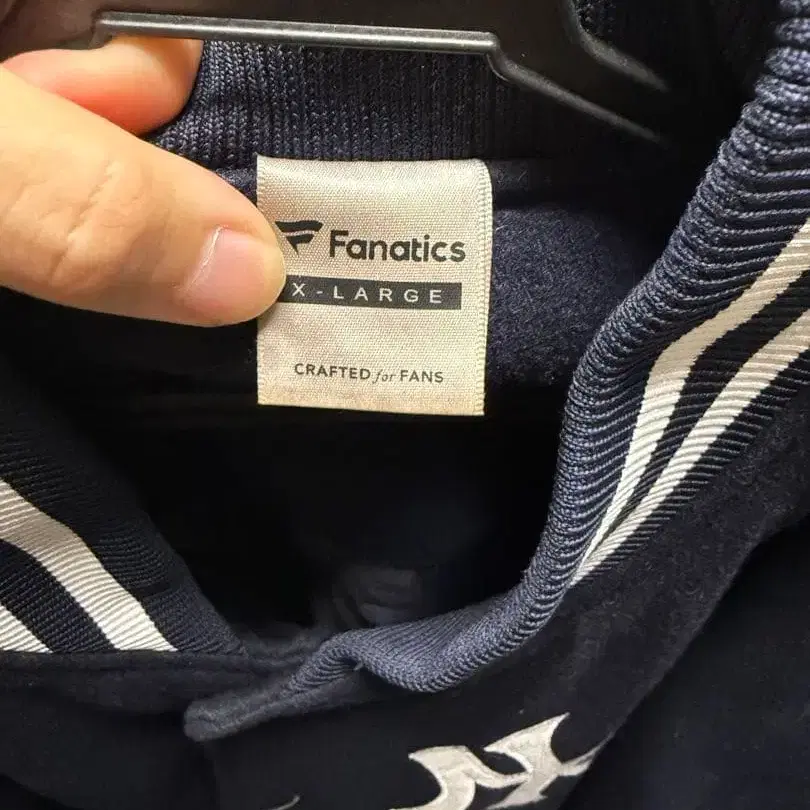 Fanatics
X-LARGE
CRAFTED for FANS